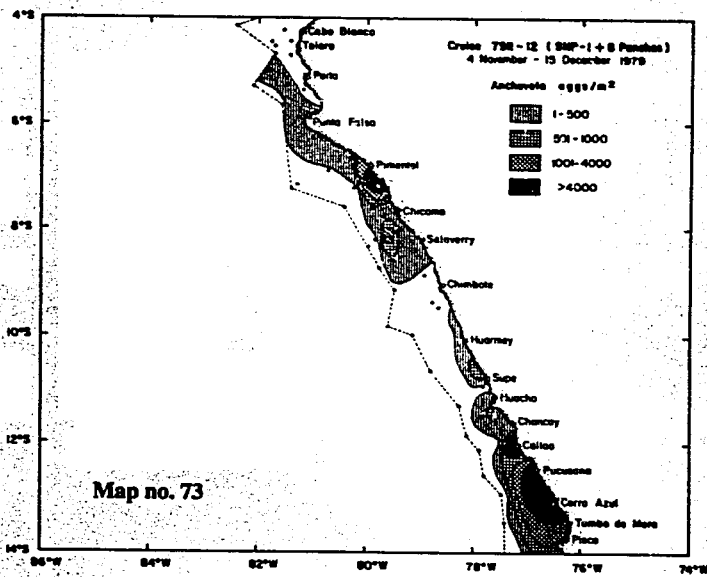 4°S
Cabo Blanco
Talara
Cruise 7911-12 (SNP-1 + 8 Panchas)
4 November - 15 December 1979
Paita
Anchoveta eggs/m²
1-500
501-1000
1001-4000
>4000
6°S
Punta Falsa
Pimentel
Chicama
8°S
Salaverry
Chimbote
10°S
Huarmey
Supe
Huacho
Chancay
12°S
Callao
Pucusana
Map no. 73
Cerro Azul
Tambo de Mora
Pisco
14°S
86°W
84°W
82°W
80°W
78°W
76°W
74°W